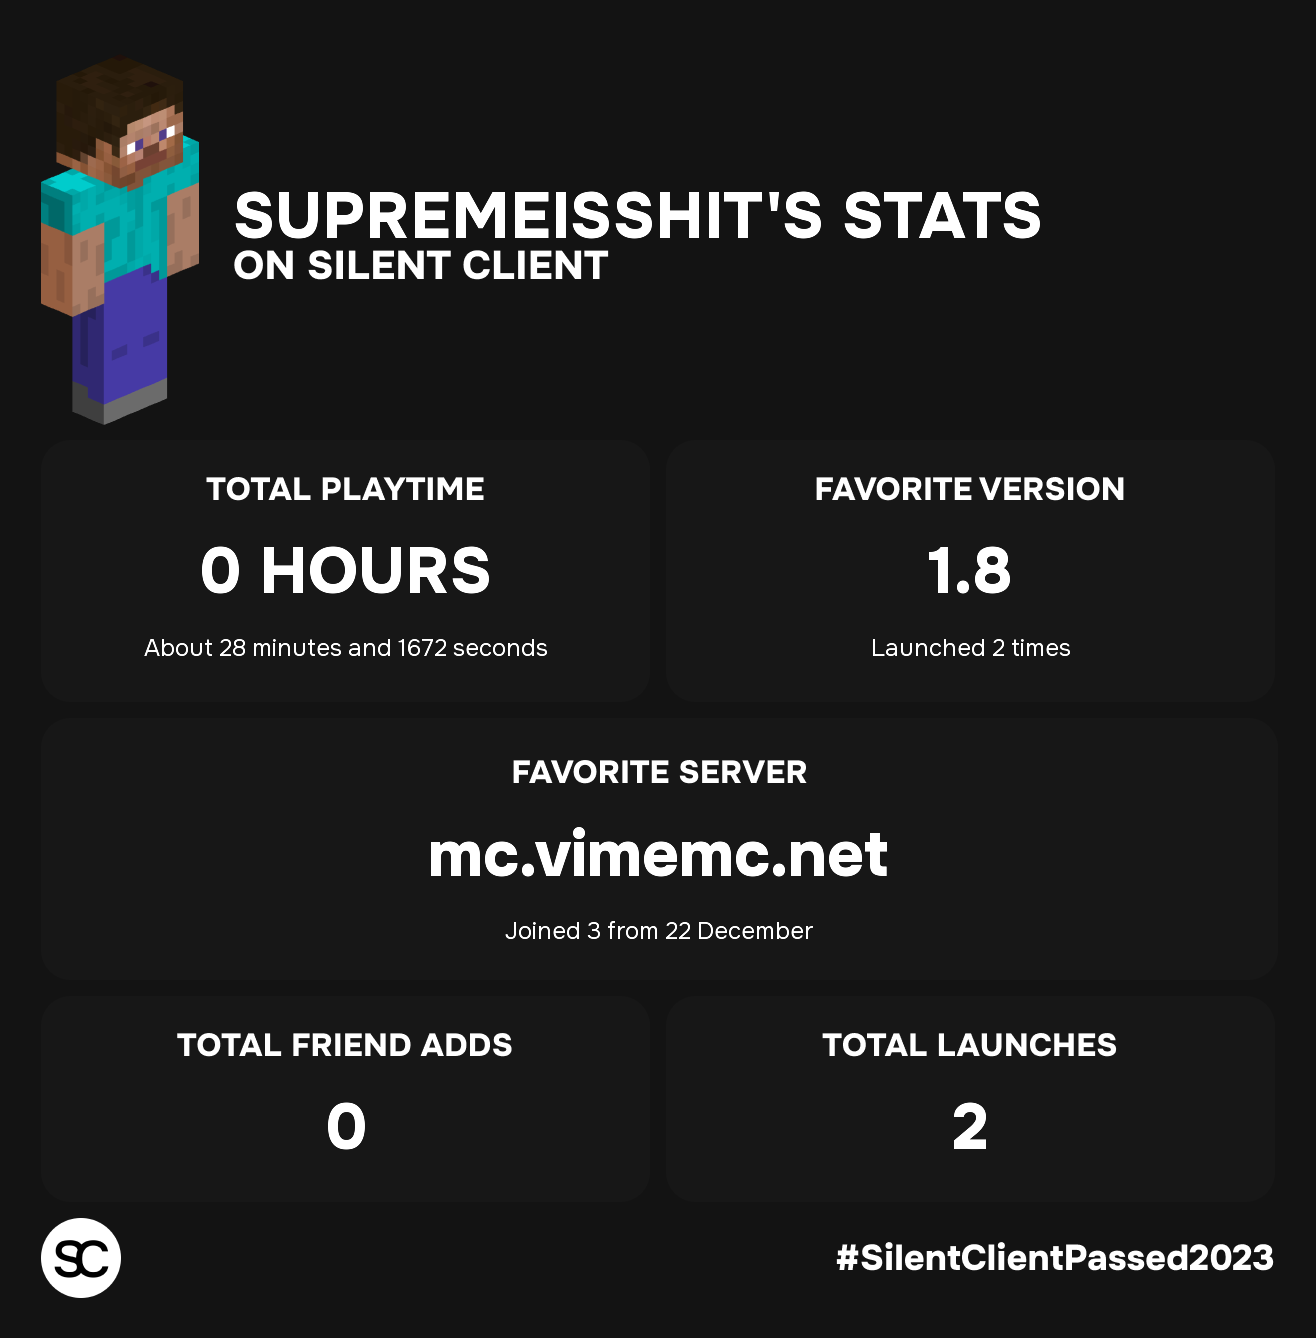 SUPREMEISSHIT'S STATS
ON SILENT CLIENT
TOTAL PLAYTIME
0 HOURS
About 28 minutes and 1672 seconds
FAVORITE VERSION
1.8
Launched 2 times
FAVORITE SERVER
mc.vimemc.net
Joined 3 from 22 December
TOTAL FRIEND ADDS
0
TOTAL LAUNCHES
2
SC
#SilentClientPassed2023